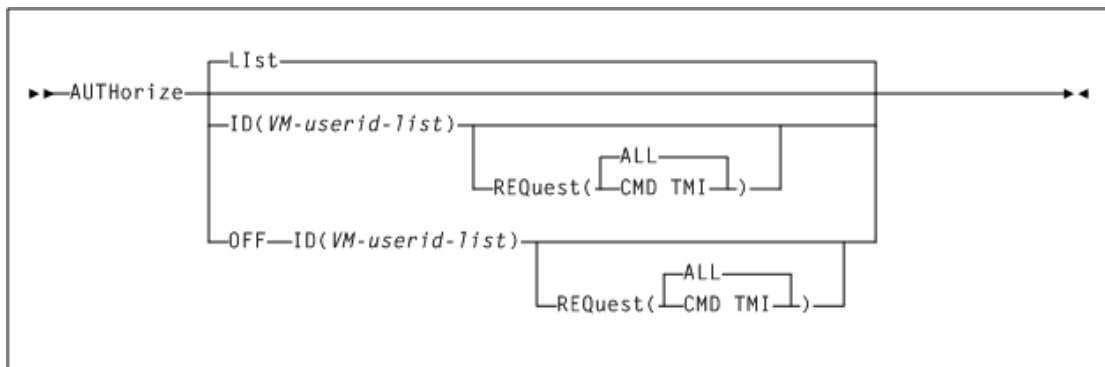 LIst
AUTHorize
ID(VM-userid-list)
ALL
REQuest( CMD TMI )
OFF ID(VM-userid-list)
ALL
REQuest( CMD TMI )